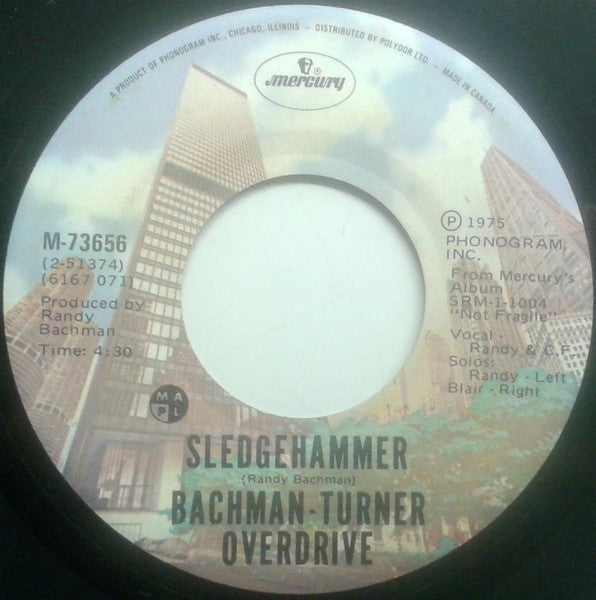 A PRODUCT OF PHONOGRAM INC., CHICAGO, ILLINOIS - DISTRIBUTED BY POLYDOR LTD. - MADE IN CANADA
mercury
M-73656
(2-51374)
(6167 071)
Produced by
Randy
Bachman
Time: 4:30
Ⓟ 1975
PHONOGRAM,
INC.
From Mercury's
Album
SRM-1-1004
"Not Fragile"
Vocal -
Randy & C.F
Solos:
Randy - Left
Blair - Right
M A
P L
SLEDGEHAMMER
(Randy Bachman)
BACHMAN-TURNER
OVERDRIVE